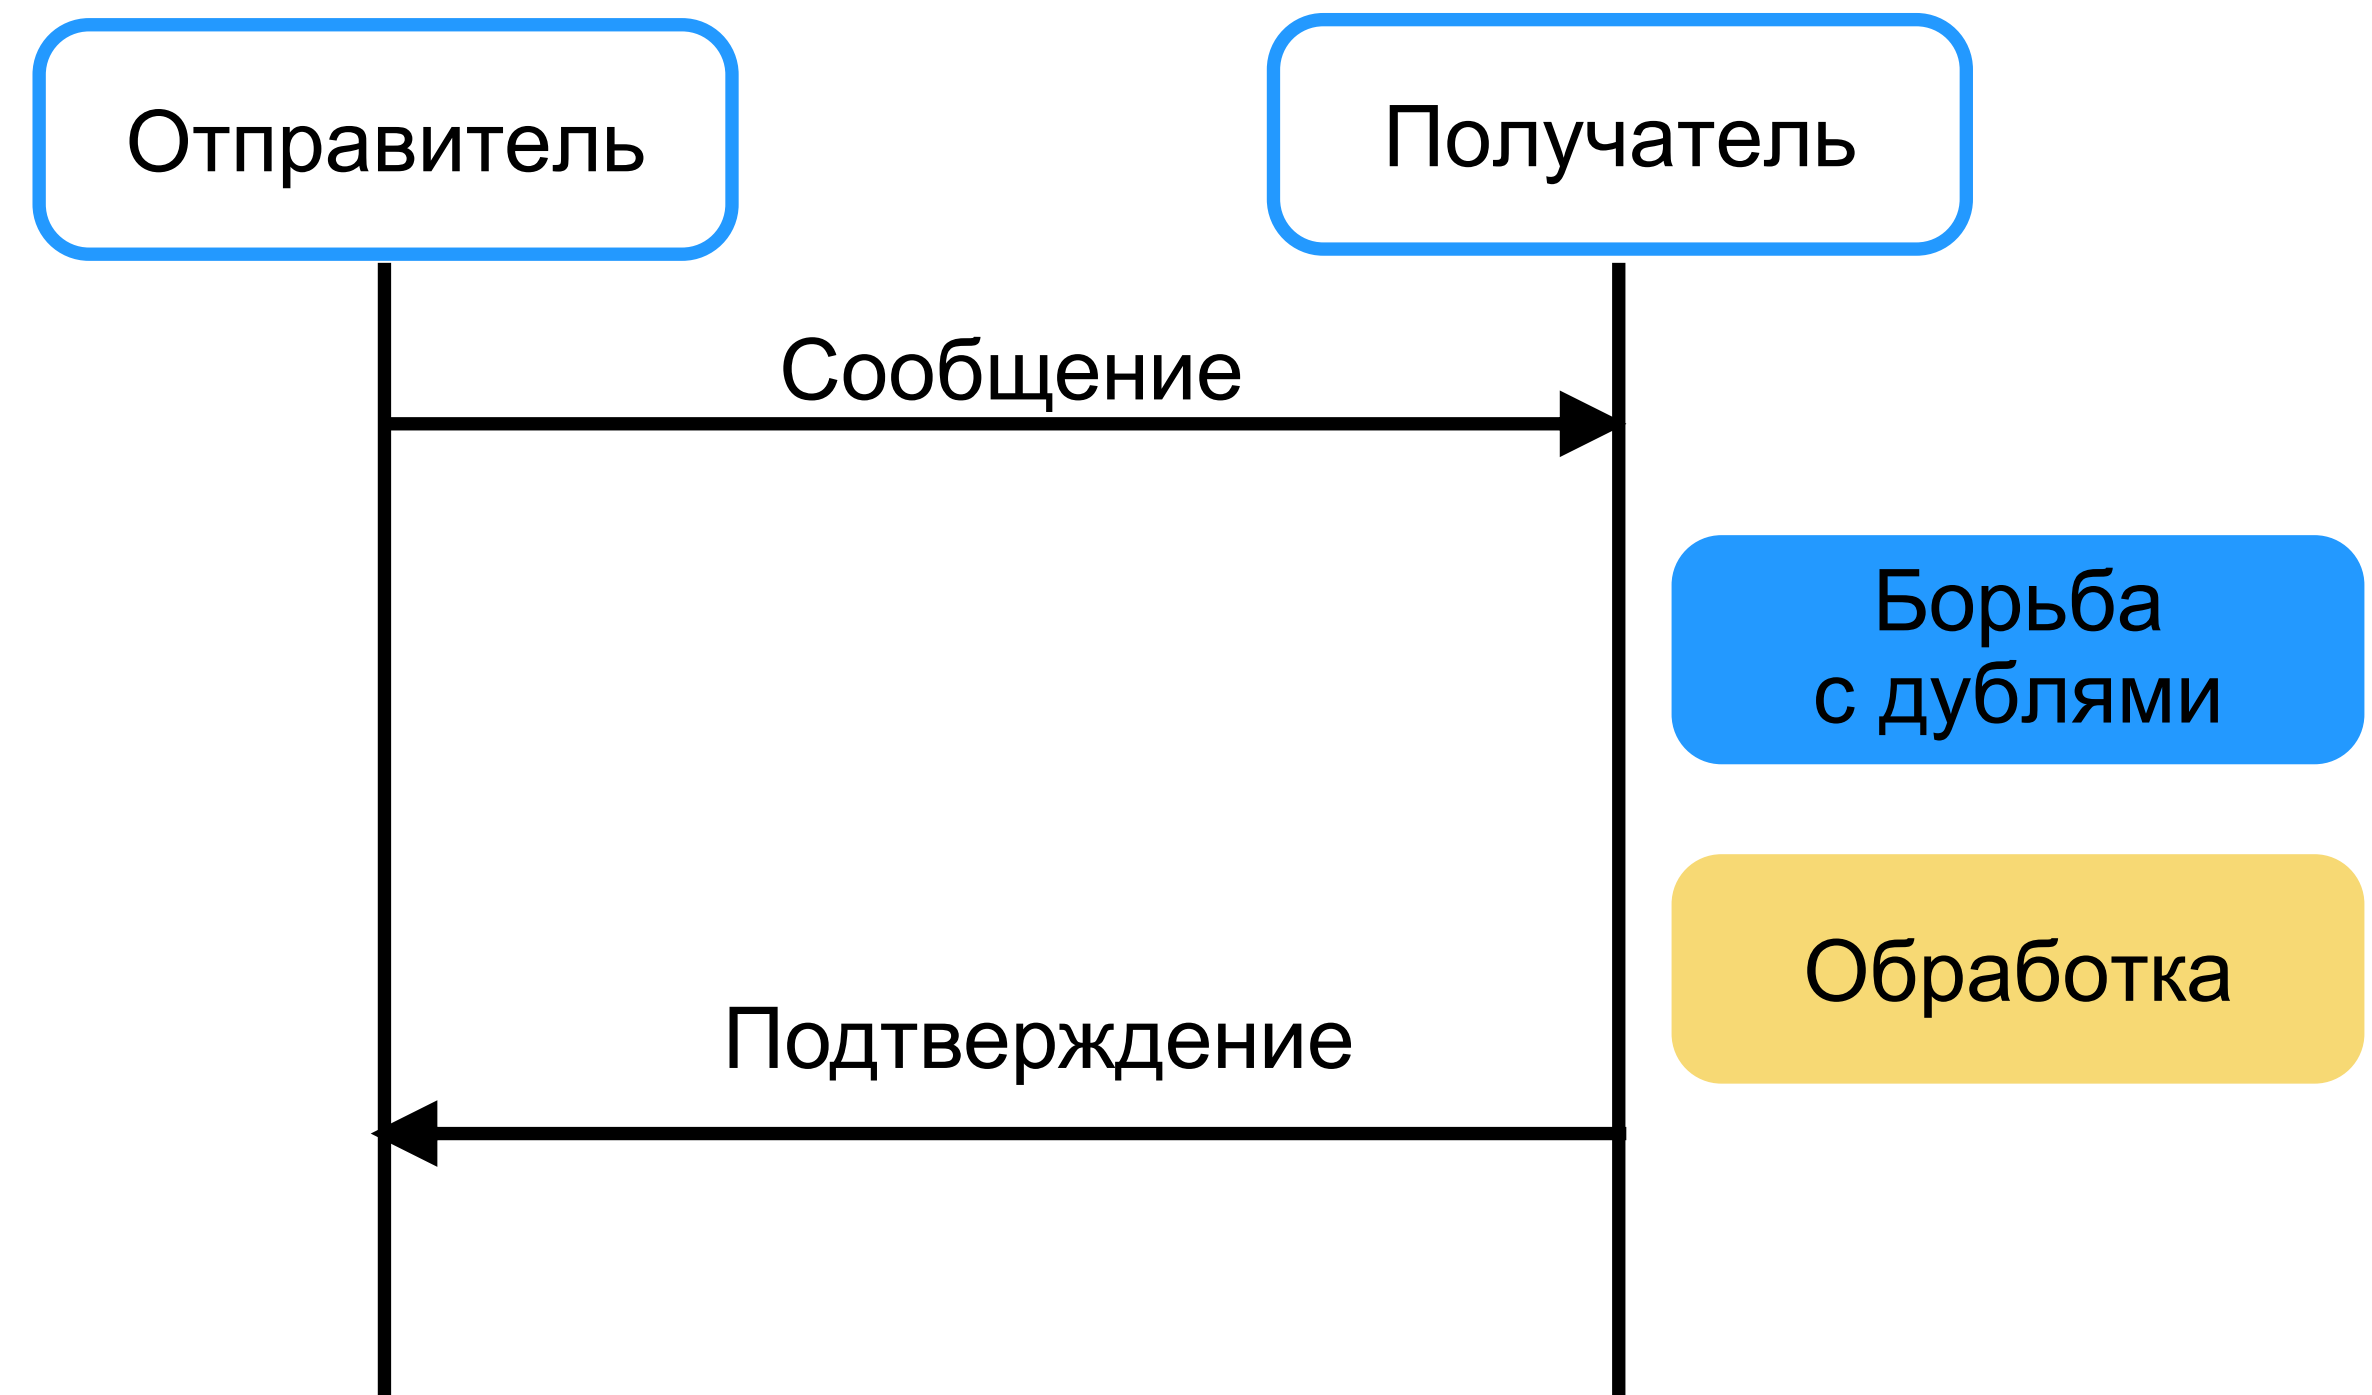 Отправитель
Получатель
Сообщение
Борьба
с дублями
Обработка
Подтверждение